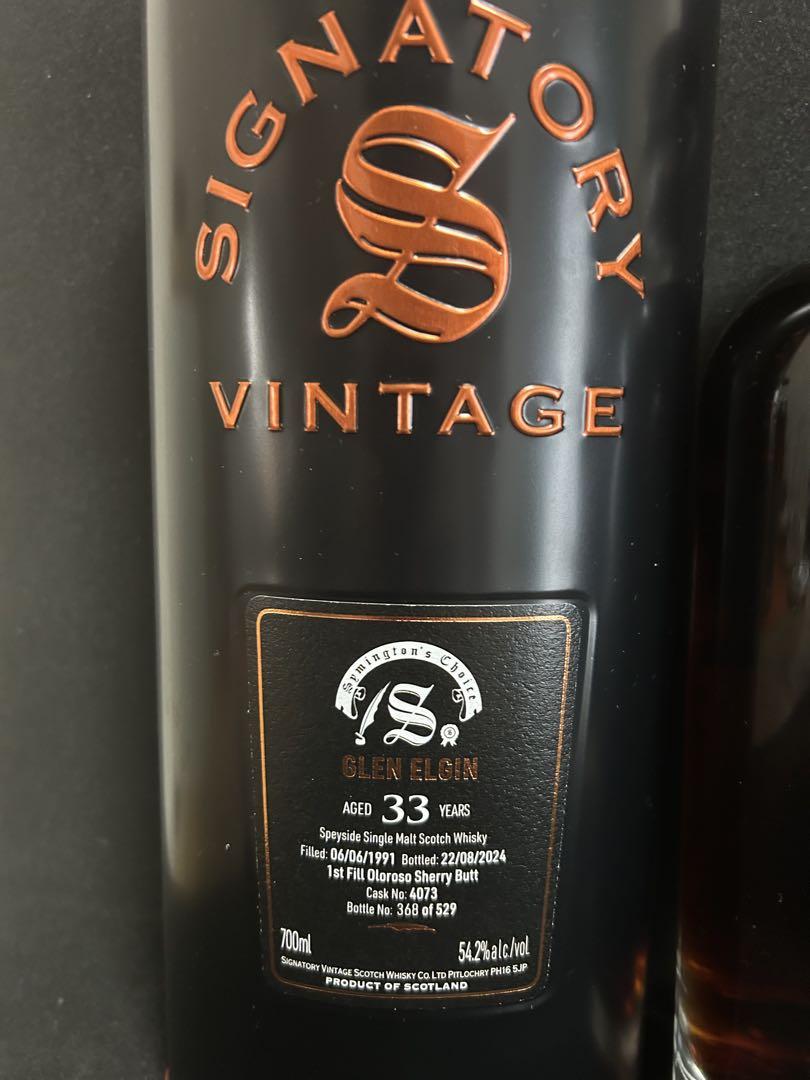 SIGNATORY
S
VINTAGE
Symington's Choice
S
GLEN ELGIN
AGED 33 YEARS
Speyside Single Malt Scotch Whisky
Filled: 06/06/1991 Bottled: 22/08/2024
1st Fill Oloroso Sherry Butt
Cask No: 4073
Bottle No: 368 of 529
700ml 54.2%alc/vol
SIGNATORY VINTAGE SCOTCH WHISKY CO. LTD PITLOCHRY PH16 5JP
PRODUCT OF SCOTLAND